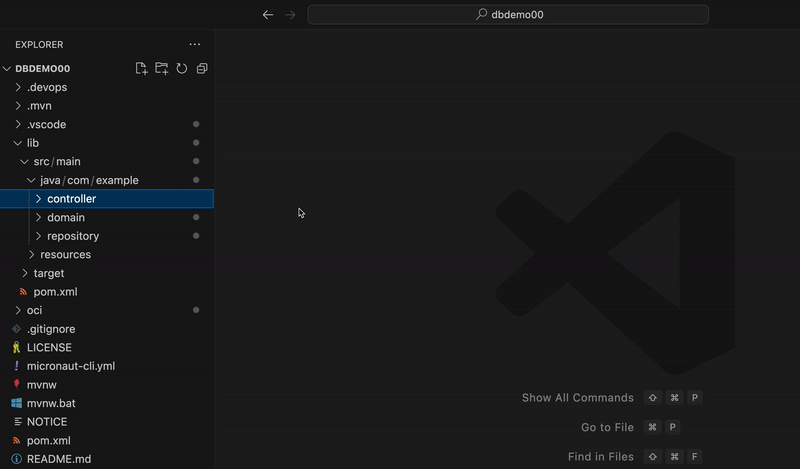 dbdemo00
EXPLORER
DBDEMO00
.devops
.mvn
.vscode
lib
src/main
java/com/example
controller
domain
repository
resources
target
pom.xml
oci
.gitignore
LICENSE
micronaut-cli.yml
mvnw
mvnw.bat
NOTICE
pom.xml
README.md
Show All Commands ⇧ ⌘ P
Go to File ⌘ P
Find in Files ⇧ ⌘ F